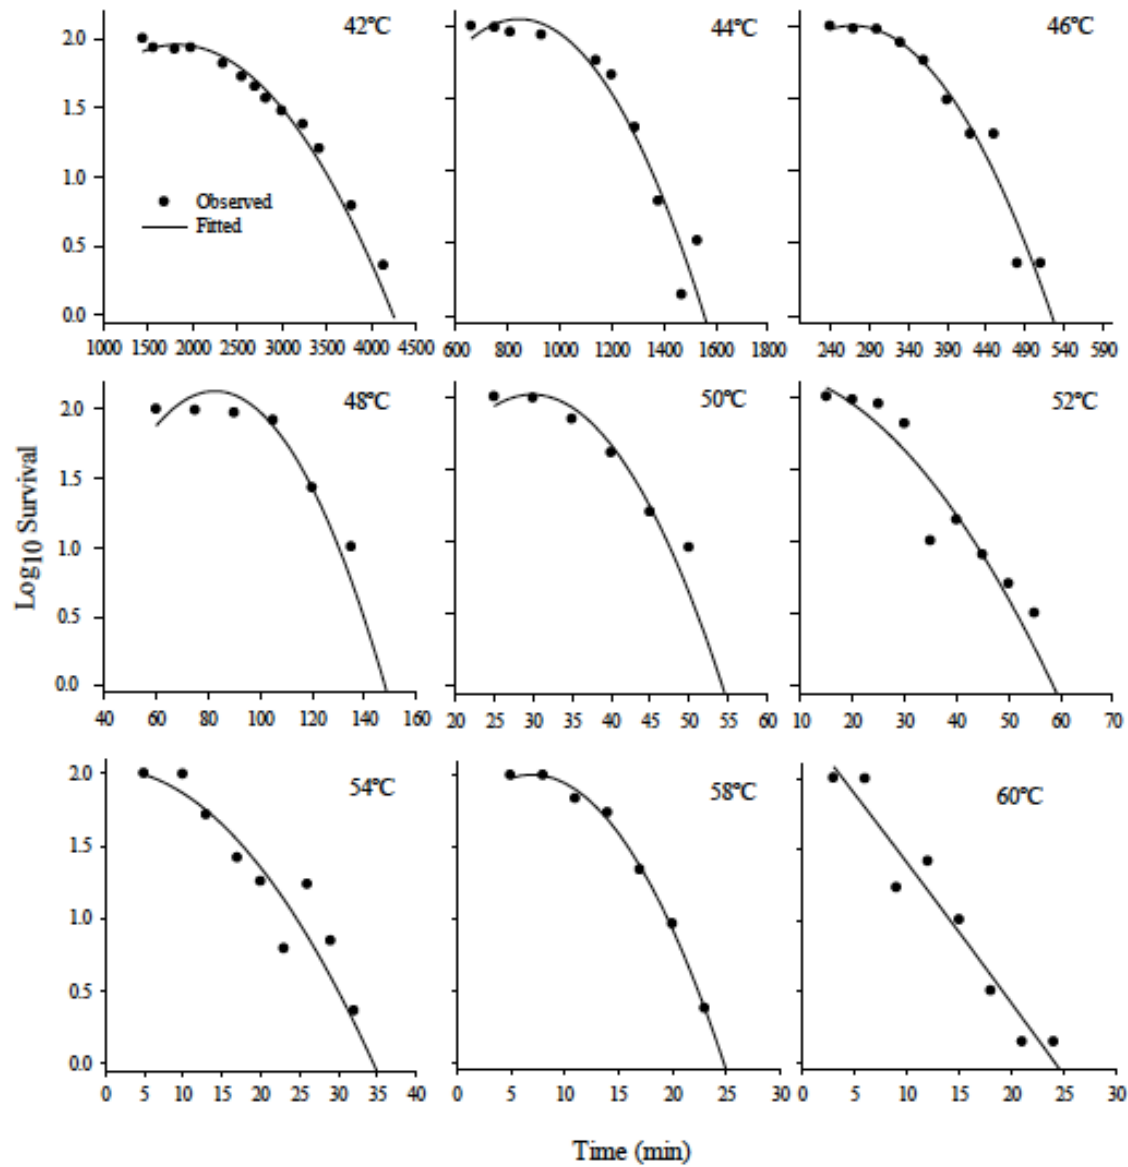 42°C
44°C
46°C
2.0
1.5
1.0
0.5
0.0
Observed
Fitted
1000 1500 2000 2500 3000 3500 4000 4500
600 800 1000 1200 1400 1600 1800
240 290 340 390 440 490 540 590
Log10 Survival
48°C
50°C
52°C
2.0
1.5
1.0
0.5
0.0
40 60 80 100 120 140 160
20 25 30 35 40 45 50 55 60
10 20 30 40 50 60 70
54°C
58°C
60°C
2.0
1.5
1.0
0.5
0.0
0 5 10 15 20 25 30 35 40
0 5 10 15 20 25 30
0 5 10 15 20 25 30
Time (min)